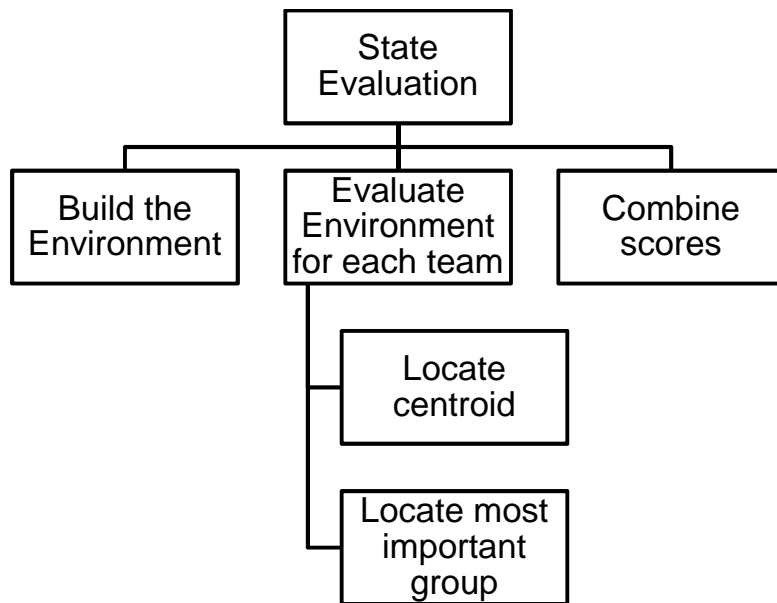 State
Evaluation
Build the
Environment
Evaluate
Environment
for each team
Combine
scores
Locate
centroid
Locate most
important
group